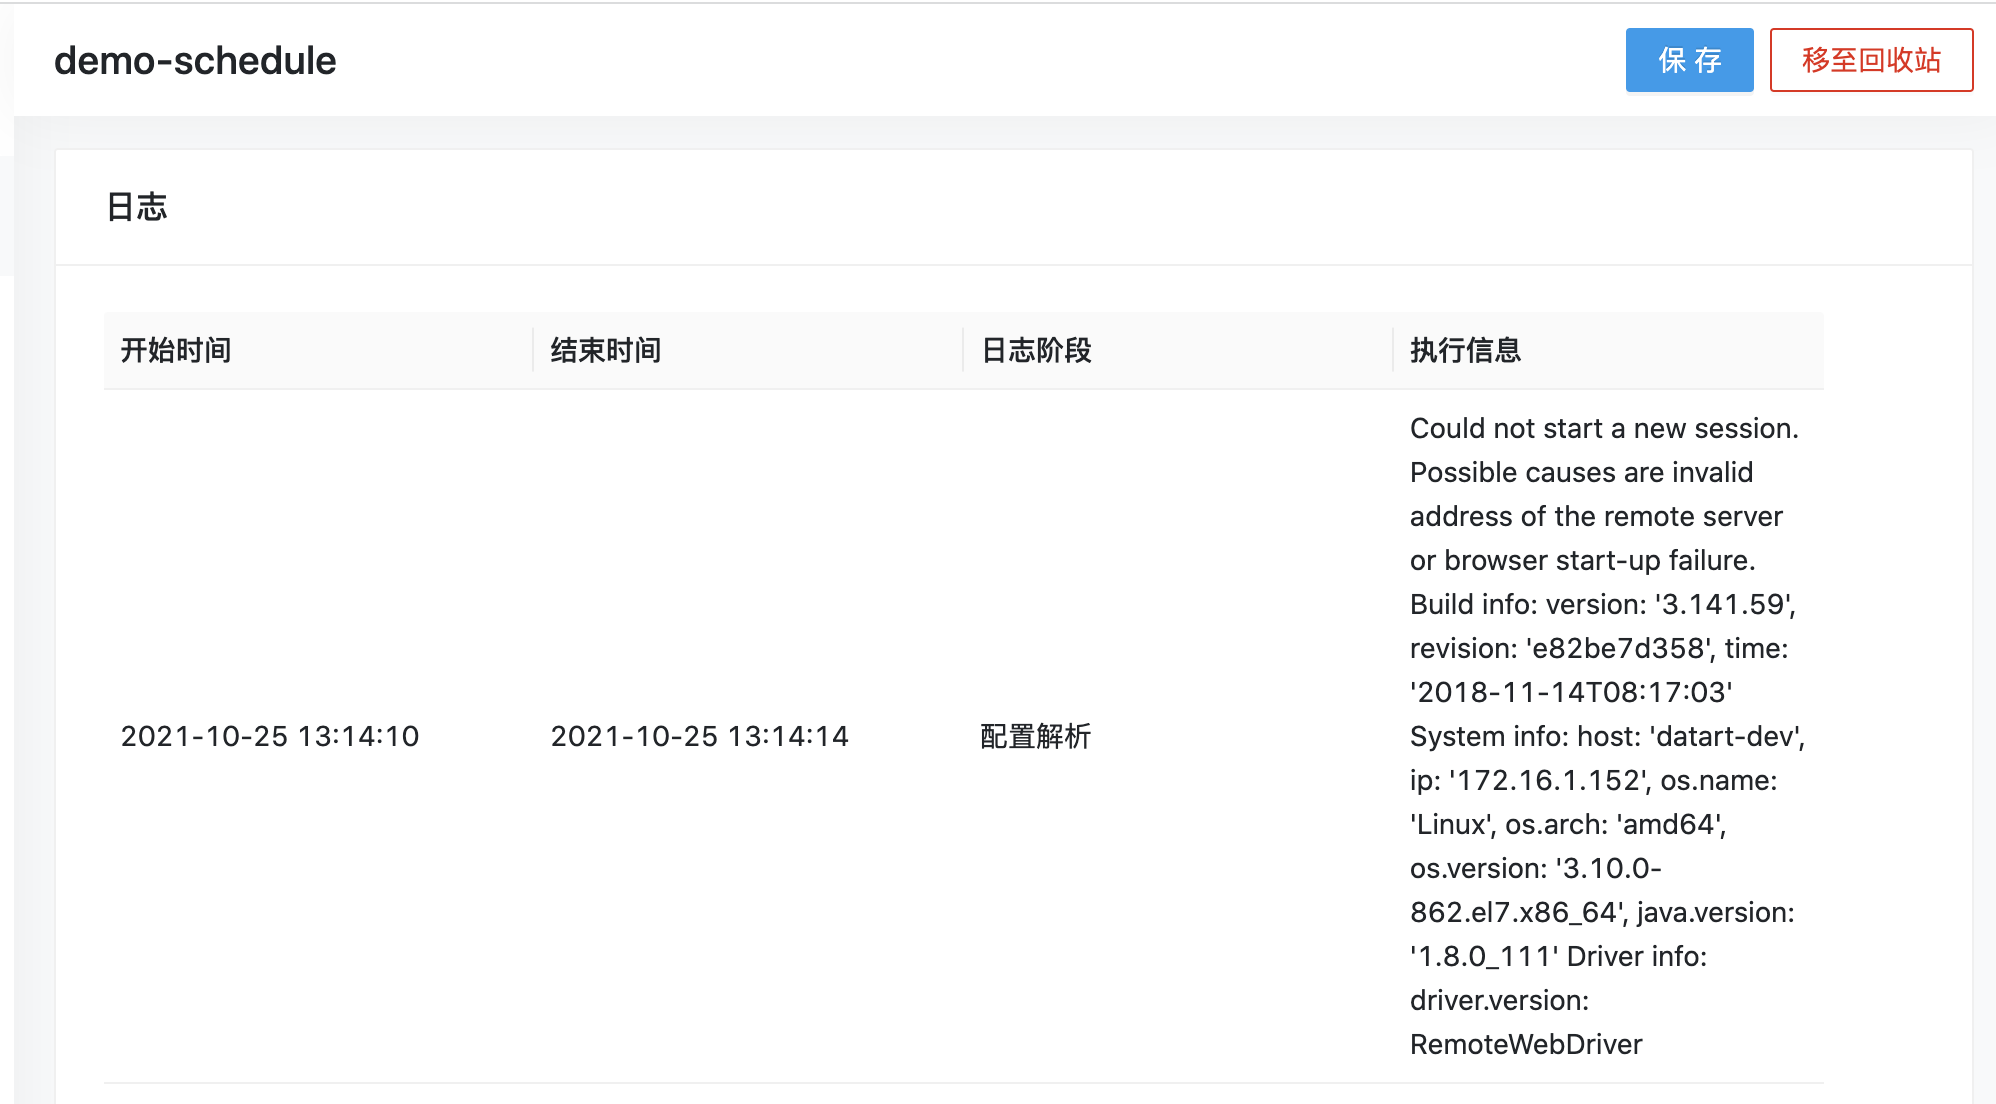 demo-schedule
保 存
移至回收站
日志
开始时间
结束时间
日志阶段
执行信息
2021-10-25 13:14:10
2021-10-25 13:14:14
配置解析
Could not start a new session.
Possible causes are invalid
address of the remote server
or browser start-up failure.
Build info: version: '3.141.59',
revision: 'e82be7d358', time:
'2018-11-14T08:17:03'
System info: host: 'datart-dev',
ip: '172.16.1.152', os.name:
'Linux', os.arch: 'amd64',
os.version: '3.10.0-
862.el7.x86_64', java.version:
'1.8.0_111' Driver info:
driver.version:
RemoteWebDriver